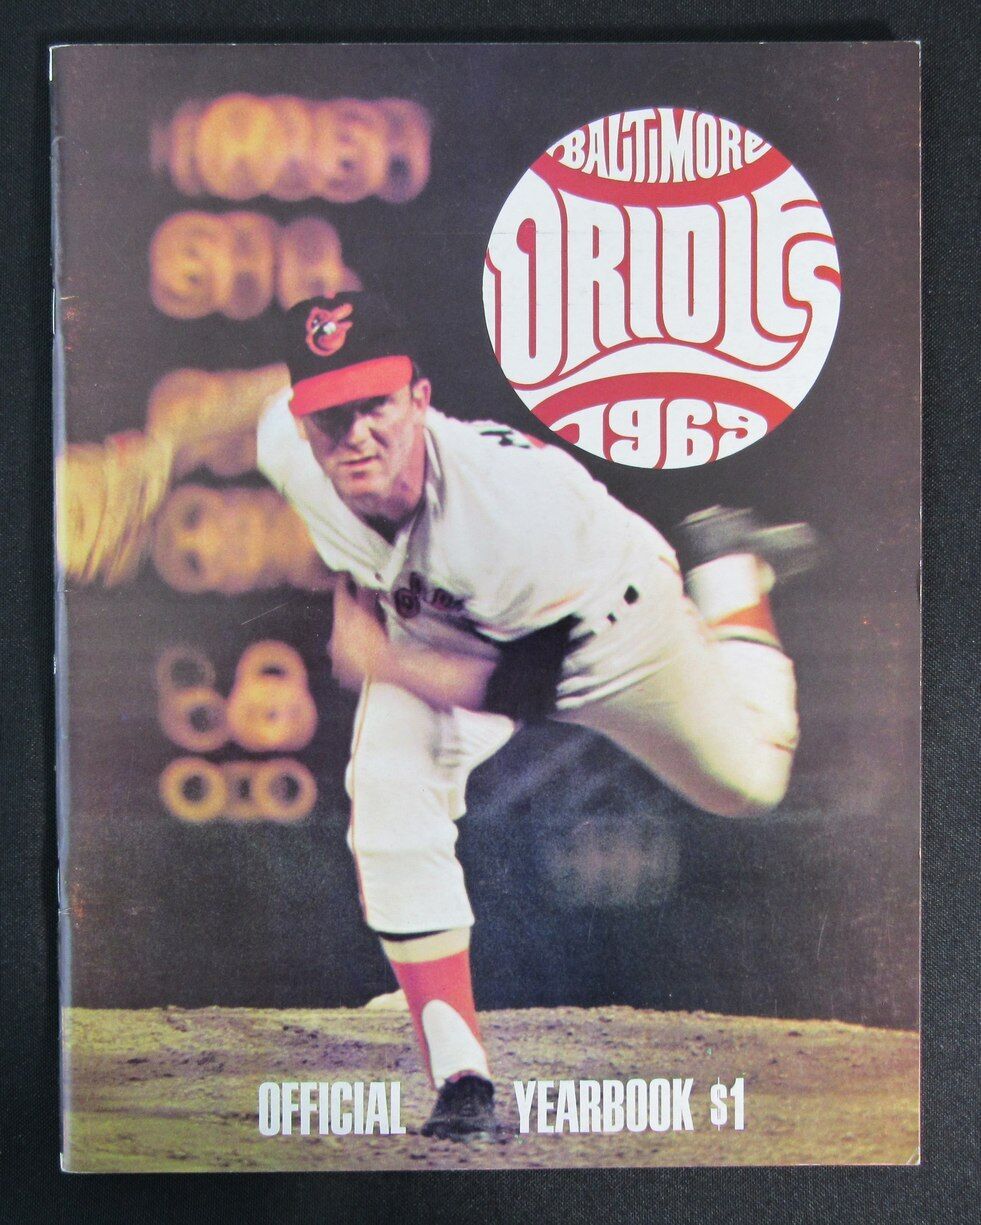 BALTIMORE
ORIOLES
1969
OFFICIAL YEARBOOK $1